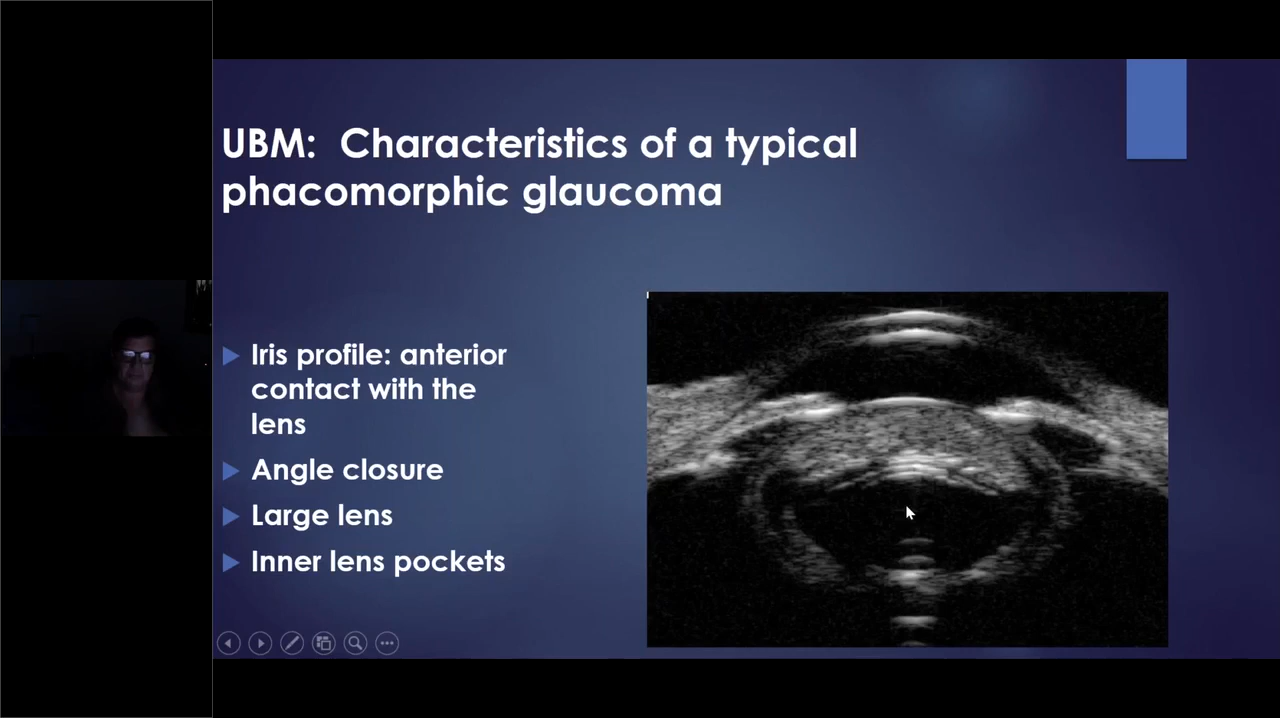 UBM: Characteristics of a typical
phacomorphic glaucoma
Iris profile: anterior
contact with the
lens
Angle closure
Large lens
Inner lens pockets